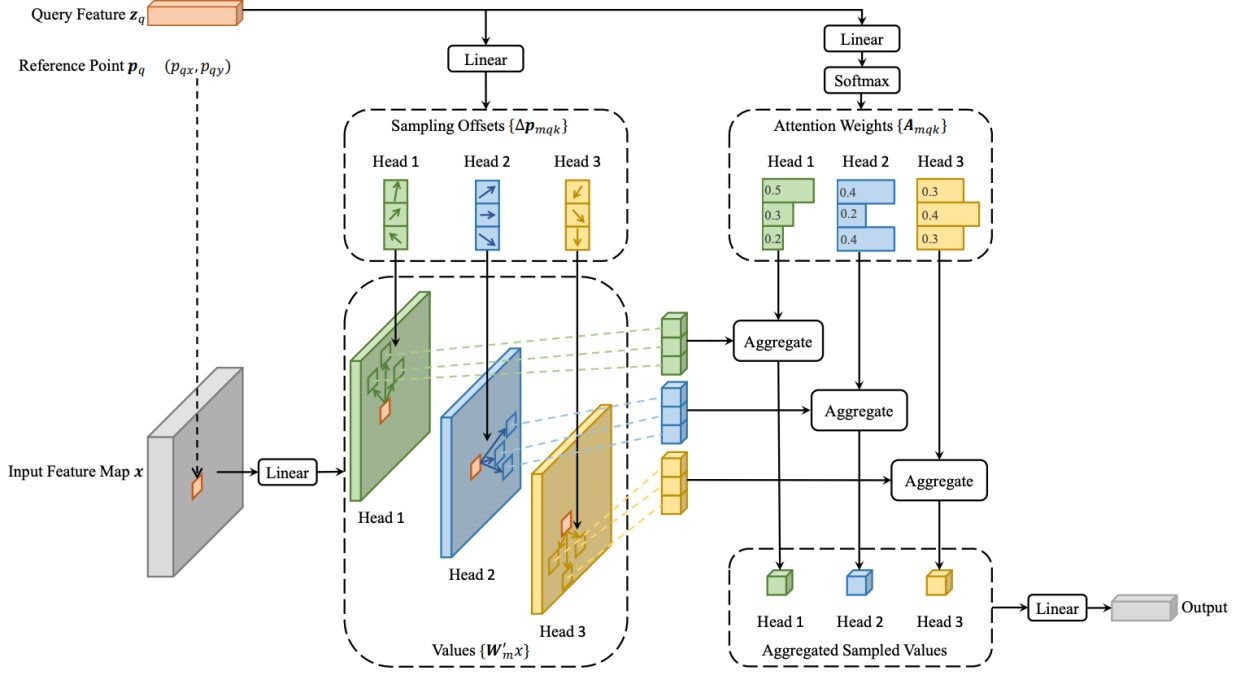 Query Feature z_q
Reference Point p_q (p_qx, p_qy)
Linear
Linear
Softmax
Sampling Offsets {Δp_mqk}
Head 1 Head 2 Head 3
Attention Weights {A_mqk}
Head 1 Head 2 Head 3
0.5 0.4 0.3
0.3 0.2 0.4
0.2 0.4 0.3
Input Feature Map x
Linear
Head 1
Head 2
Head 3
Values {W'_m x}
Aggregate
Aggregate
Aggregate
Head 1 Head 2 Head 3
Aggregated Sampled Values
Linear
Output